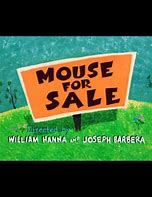 MOUSE
FOR
SALE
Directed by
WILLIAM HANNA and JOSEPH BARBERA